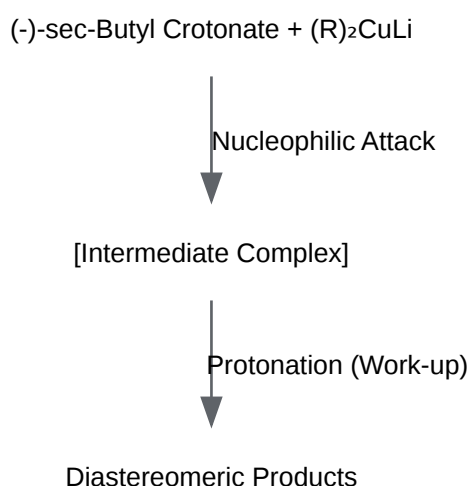 (-)-sec-Butyl Crotonate + (R)₂CuLi
Nucleophilic Attack
[Intermediate Complex]
Protonation (Work-up)
Diastereomeric Products